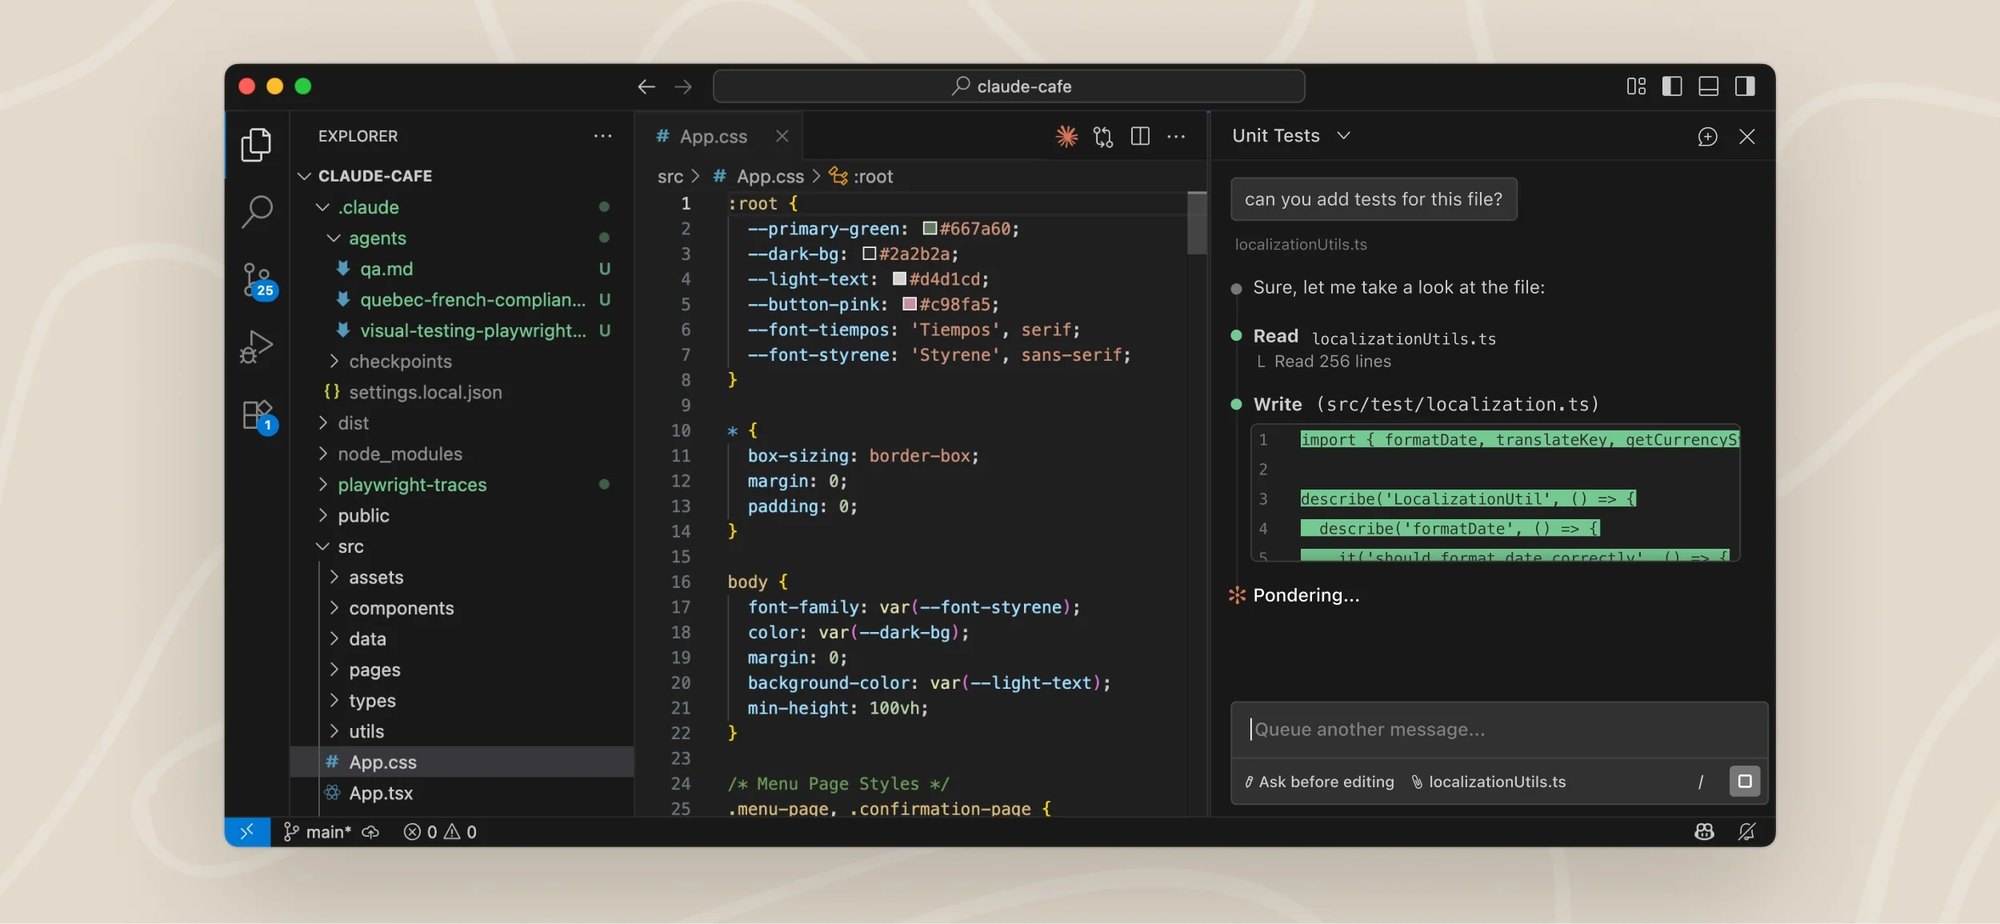 claude-cafe
EXPLORER
CLAUDE-CAFE
.claude
agents
qa.md U
quebec-french-complian... U
visual-testing-playwright... U
checkpoints
{} settings.local.json
dist
node_modules
playwright-traces
public
src
assets
components
data
pages
types
utils
# App.css
App.tsx
25
1
# App.css
src > # App.css > :root
1 :root {
2 --primary-green: #667a60;
3 --dark-bg: #2a2b2a;
4 --light-text: #d4d1cd;
5 --button-pink: #c98fa5;
6 --font-tiempos: 'Tiempos', serif;
7 --font-styrene: 'Styrene', sans-serif;
8 }
9
10 * {
11 box-sizing: border-box;
12 margin: 0;
13 padding: 0;
14 }
15
16 body {
17 font-family: var(--font-styrene);
18 color: var(--dark-bg);
19 margin: 0;
20 background-color: var(--light-text);
21 min-height: 100vh;
22 }
23
24 /* Menu Page Styles */
25 .menu-page, .confirmation-page {
Unit Tests
can you add tests for this file?
localizationUtils.ts
Sure, let me take a look at the file:
Read localizationUtils.ts
L Read 256 lines
Write (src/test/localization.ts)
1 import { formatDate, translateKey, getCurrencyS
2
3 describe('LocalizationUtil', () => {
4 describe('formatDate', () => {
5 it('should format date correctly', () => {
Pondering...
Queue another message...
Ask before editing localizationUtils.ts /
main* 0 0